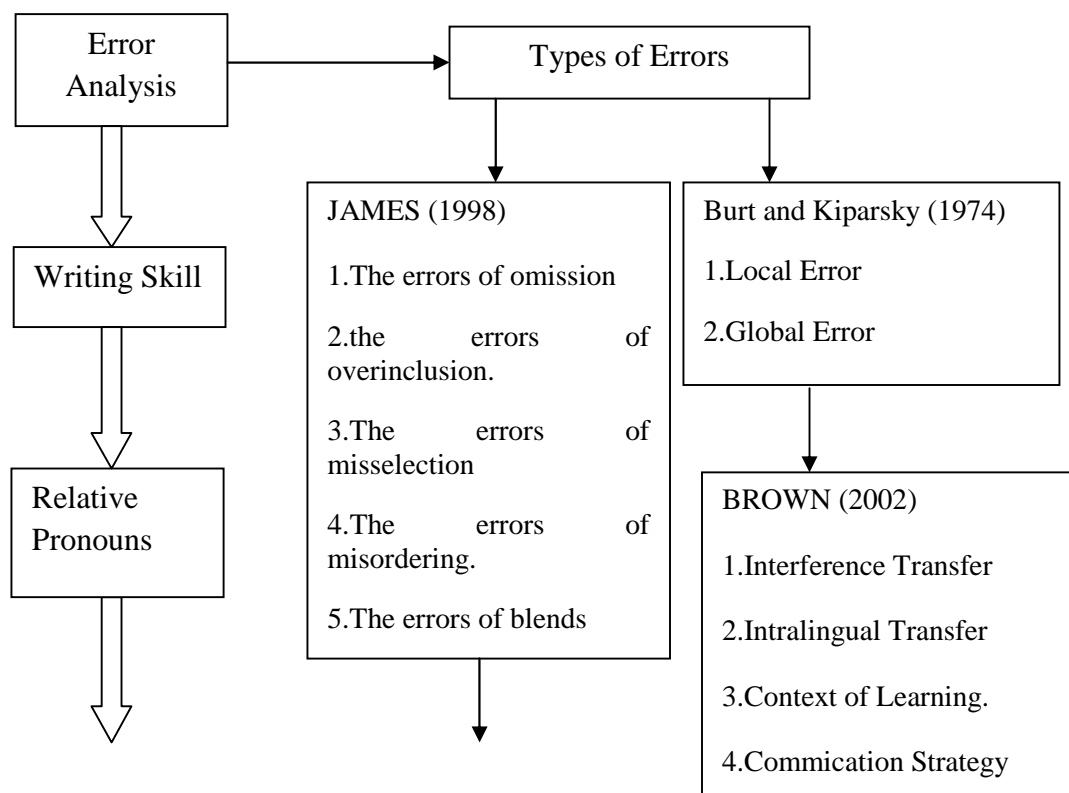 Error
Analysis
Types of Errors
Writing Skill
Relative
Pronouns
JAMES (1998)
1.The errors of omission
2.the errors of
overinclusion.
3.The errors of
misselection
4.The errors of
misordering.
5.The errors of blends
Burt and Kiparsky (1974)
1.Local Error
2.Global Error
BROWN (2002)
1.Interference Transfer
2.Intralingual Transfer
3.Context of Learning.
4.Commication Strategy